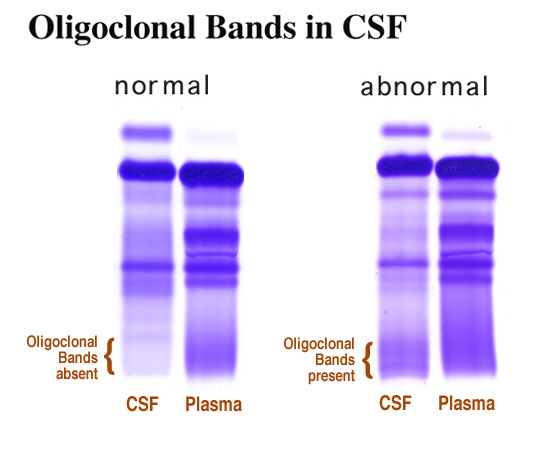 Oligoclonal Bands in CSF
normal
abnormal
Oligoclonal
Bands
absent
{
CSF
Plasma
Oligoclonal
Bands
present
{
CSF
Plasma